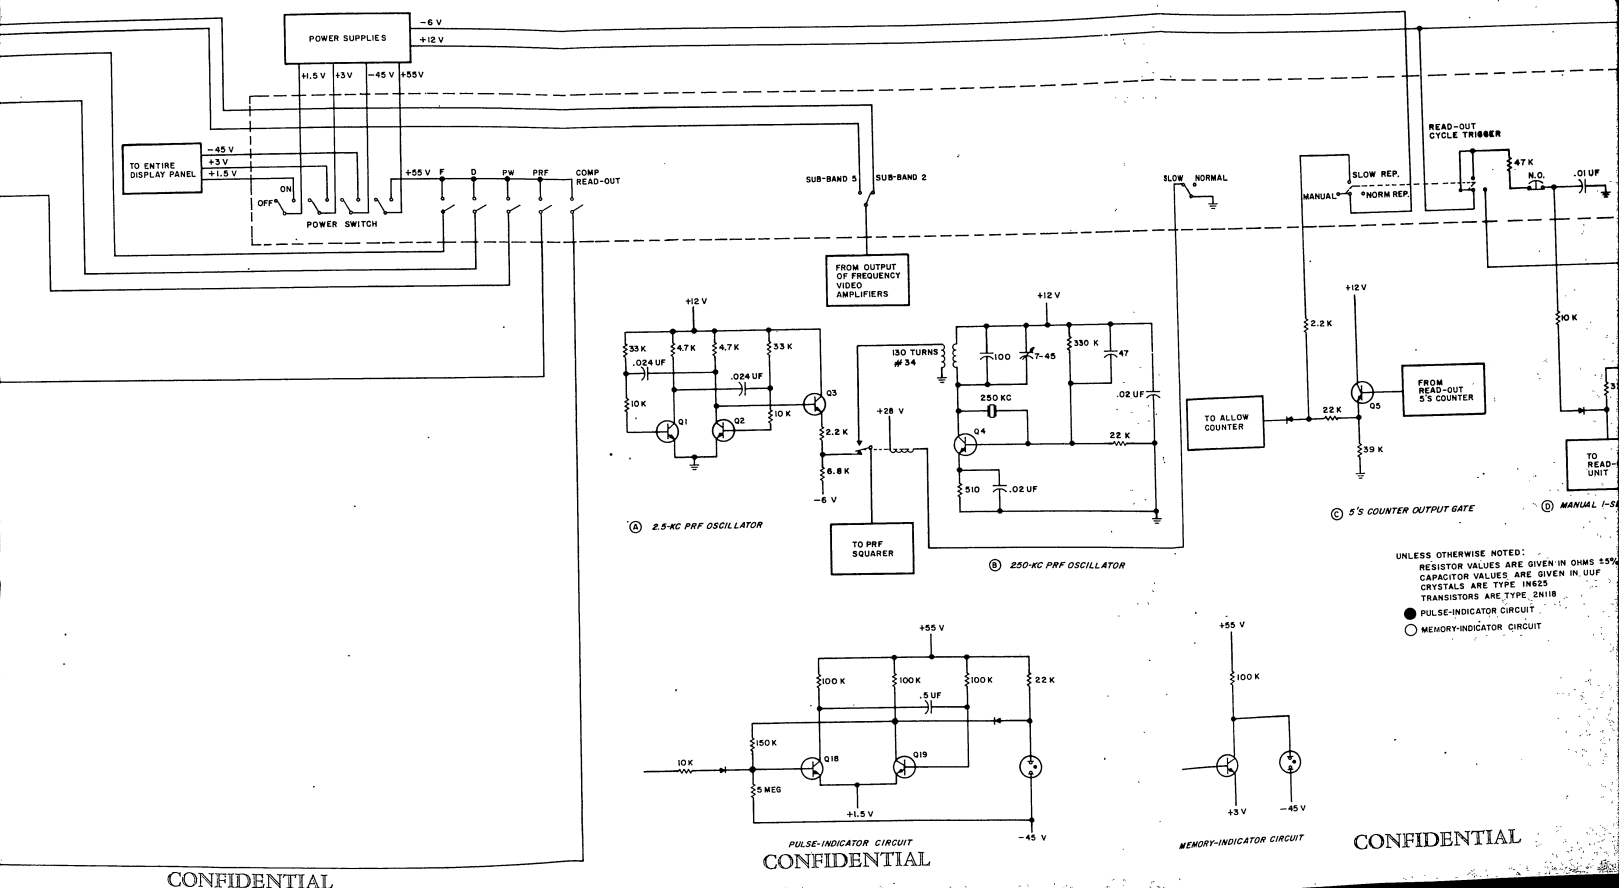 POWER SUPPLIES
-6 V
+12 V
+1.5 V
+3 V
-45 V
+55 V
TO ENTIRE
DISPLAY PANEL
-45 V
+3 V
+1.5 V
ON
OFF
POWER SWITCH
+55 V
F
D
PW
PRF
COMP
READ-OUT
SUB-BAND 5
SUB-BAND 2
FROM OUTPUT
OF FREQUENCY
VIDEO
AMPLIFIERS
SLOW
NORMAL
READ-OUT
CYCLE TRIGGER
SLOW REP.
MANUAL
NORM REP.
47 K
N.O.
.01 UF
+12 V
33 K
4.7 K
4.7 K
33 K
.024 UF
.024 UF
10 K
10 K
Q1
Q2
Q3
2.2 K
6.8 K
-6 V
Ⓐ 2.5-KC PRF OSCILLATOR
130 TURNS
#34
+28 V
TO PRF
SQUARER
+12 V
100
7-45
330 K
47
.02 UF
250 KC
Q4
22 K
510
.02 UF
Ⓑ 250-KC PRF OSCILLATOR
+12 V
2.2 K
TO ALLOW
COUNTER
22 K
Q5
39 K
FROM
READ-OUT
5'S COUNTER
Ⓒ 5'S COUNTER OUTPUT GATE
10 K
TO
READ-
UNIT
Ⓓ MANUAL 1-S
UNLESS OTHERWISE NOTED:
RESISTOR VALUES ARE GIVEN IN OHMS ±5%
CAPACITOR VALUES ARE GIVEN IN UUF
CRYSTALS ARE TYPE 1N625
TRANSISTORS ARE TYPE 2N118
PULSE-INDICATOR CIRCUIT
MEMORY-INDICATOR CIRCUIT
+55 V
100 K
100 K
100 K
22 K
.5 UF
150 K
10 K
5 MEG
Q18
Q19
+1.5 V
-45 V
PULSE-INDICATOR CIRCUIT
+55 V
100 K
+3 V
-45 V
MEMORY-INDICATOR CIRCUIT
CONFIDENTIAL
CONFIDENTIAL
CONFIDENTIAL